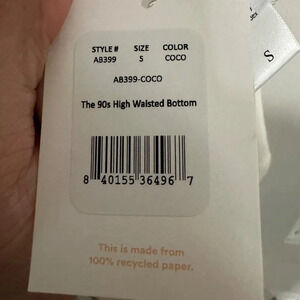 STYLE # SIZE COLOR
AB399 S COCO
AB399-COCO
The 90s High Waisted Bottom
8 40155 36496 7
This is made from
100% recycled paper.
S